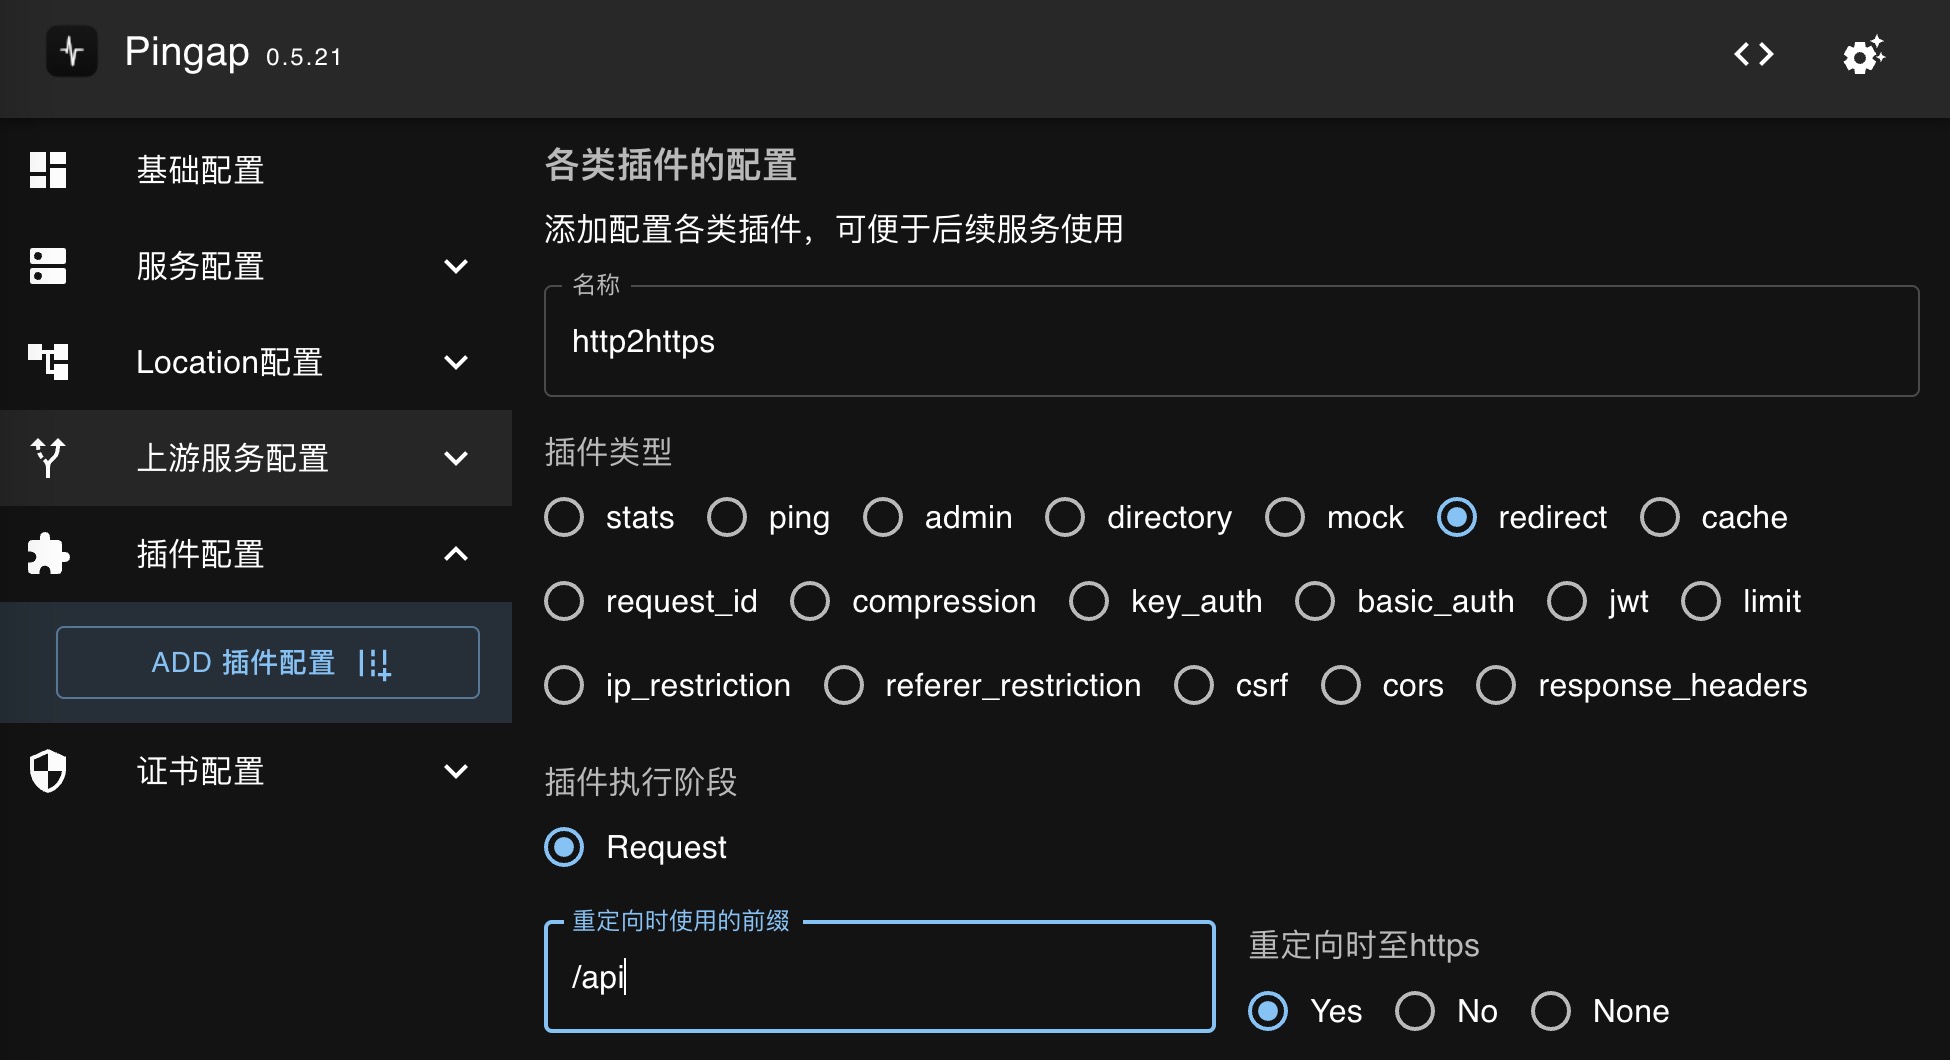 Pingap 0.5.21
基础配置
服务配置
Location配置
上游服务配置
插件配置
ADD 插件配置
证书配置
各类插件的配置
添加配置各类插件，可便于后续服务使用
名称
http2https
插件类型
stats ping admin directory mock redirect cache
request_id compression key_auth basic_auth jwt limit
ip_restriction referer_restriction csrf cors response_headers
插件执行阶段
Request
重定向时使用的前缀
/api
重定向时至https
Yes No None